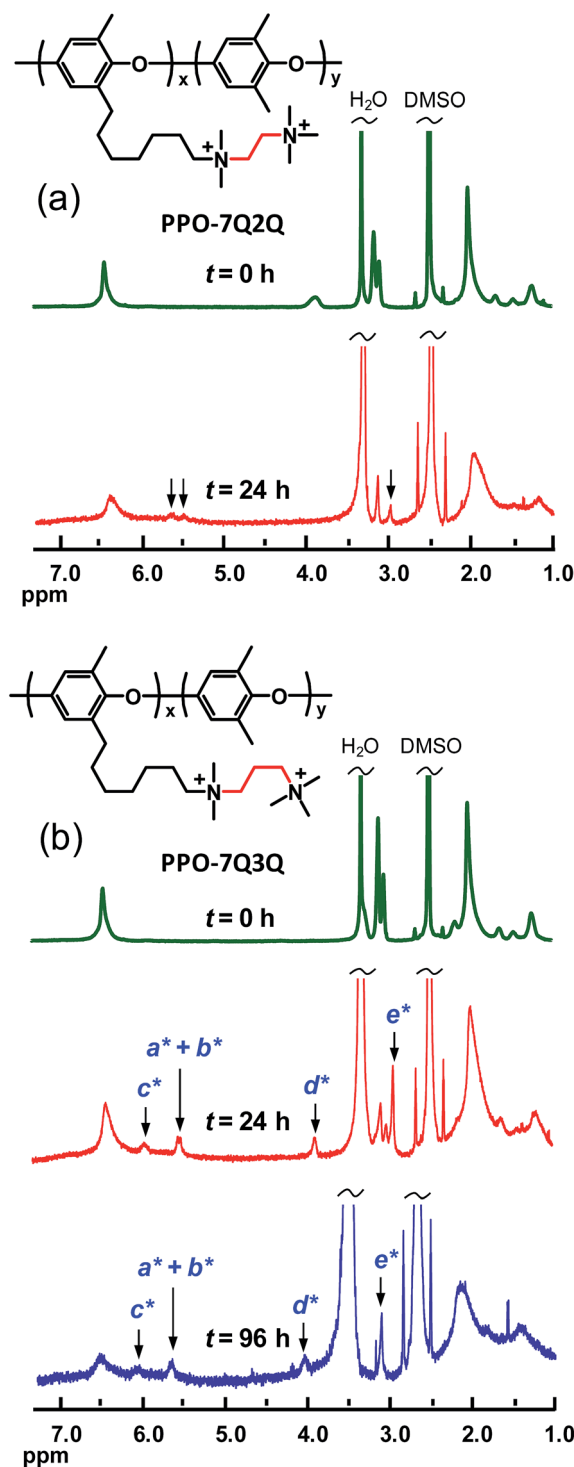 x
y
O
O
N
+
N
+
H₂O
DMSO
(a)
PPO-7Q2Q
t = 0 h
t = 24 h
7.0 6.0 5.0 4.0 3.0 2.0 1.0
ppm
x
y
O
O
N
+
N
+
H₂O
DMSO
(b)
PPO-7Q3Q
t = 0 h
e*
a* + b*
c*
t = 24 h
d*
e*
a* + b*
c*
t = 96 h
d*
7.0 6.0 5.0 4.0 3.0 2.0 1.0
ppm